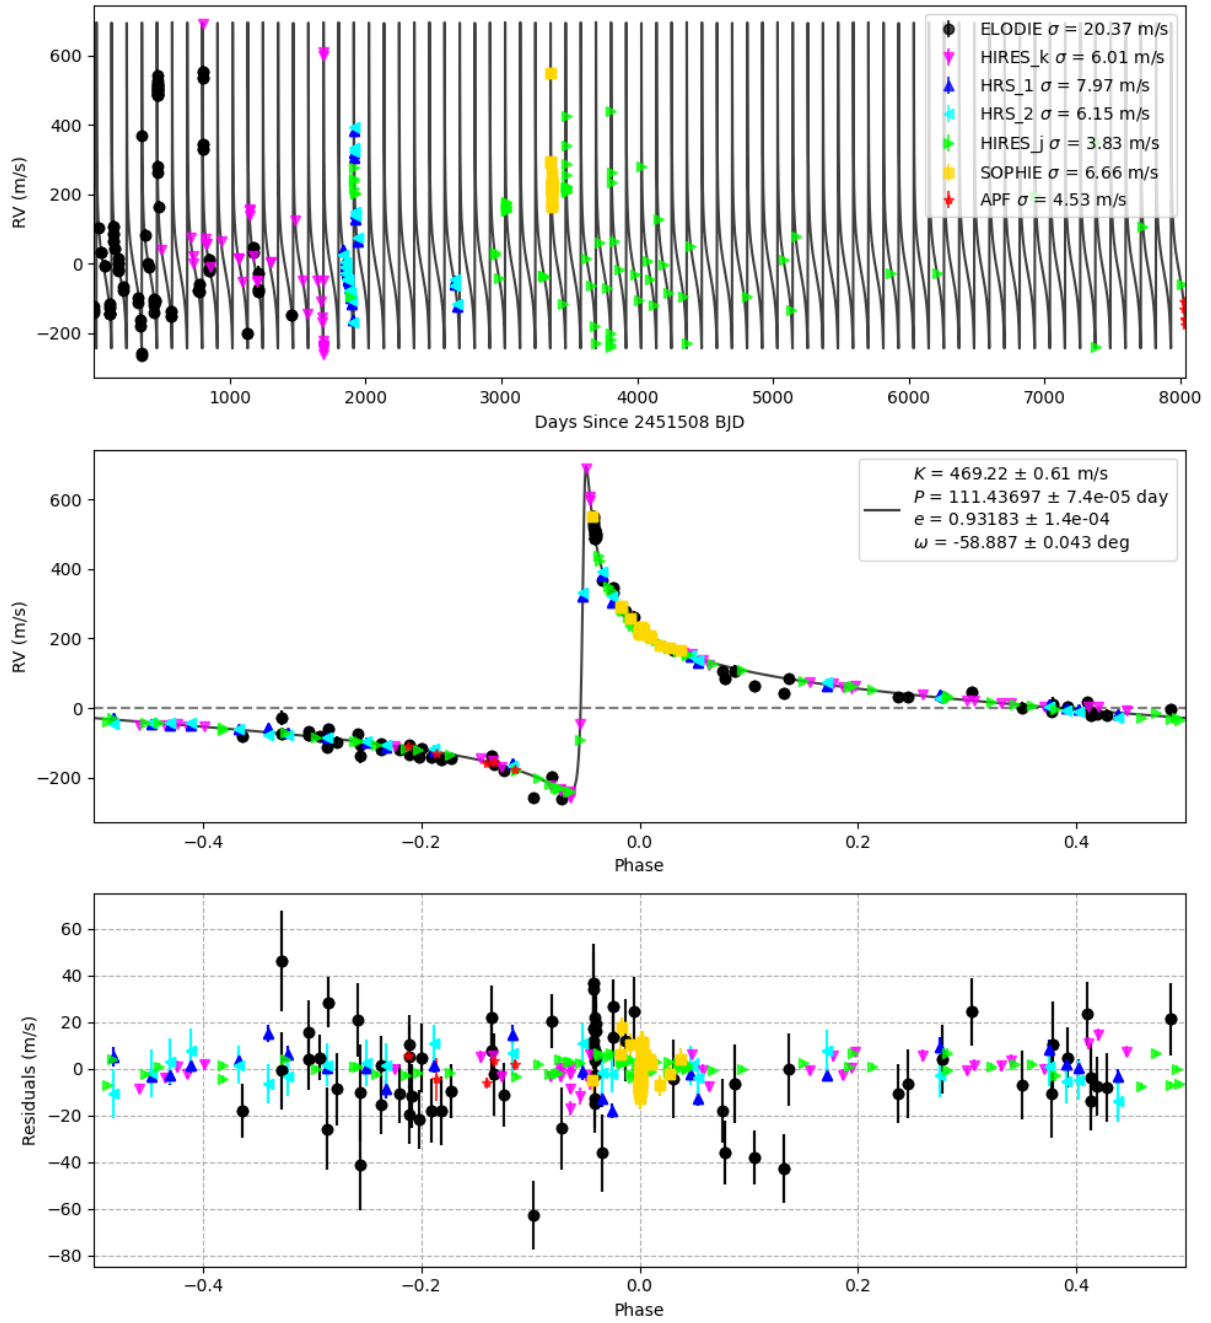 600
400
200
0
−200
RV (m/s)
ELODIE σ = 20.37 m/s
HIRES_k σ = 6.01 m/s
HRS_1 σ = 7.97 m/s
HRS_2 σ = 6.15 m/s
HIRES_j σ = 3.83 m/s
SOPHIE σ = 6.66 m/s
APF σ = 4.53 m/s
1000 2000 3000 4000 5000 6000 7000 8000
Days Since 2451508 BJD
600
400
200
0
−200
RV (m/s)
K = 469.22 ± 0.61 m/s
P = 111.43697 ± 7.4e-05 day
e = 0.93183 ± 1.4e-04
ω = -58.887 ± 0.043 deg
−0.4 −0.2 0.0 0.2 0.4
Phase
60
40
20
0
−20
−40
−60
−80
Residuals (m/s)
−0.4 −0.2 0.0 0.2 0.4
Phase